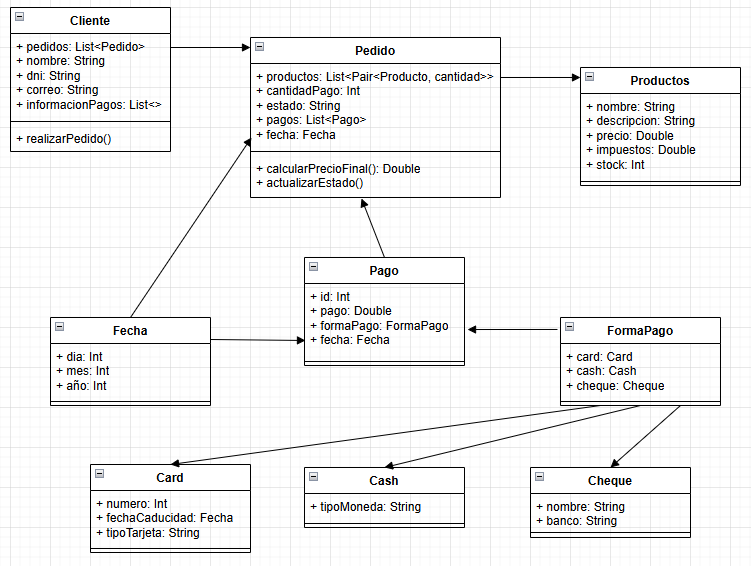 Cliente
+ pedidos: List<Pedido>
+ nombre: String
+ dni: String
+ correo: String
+ informacionPagos: List<>
+ realizarPedido()
Pedido
+ productos: List<Pair<Producto, cantidad>>
+ cantidadPago: Int
+ estado: String
+ pagos: List<Pago>
+ fecha: Fecha
+ calcularPrecioFinal(): Double
+ actualizarEstado()
Productos
+ nombre: String
+ descripcion: String
+ precio: Double
+ impuestos: Double
+ stock: Int
Pago
+ id: Int
+ pago: Double
+ formaPago: FormaPago
+ fecha: Fecha
Fecha
+ dia: Int
+ mes: Int
+ año: Int
FormaPago
+ card: Card
+ cash: Cash
+ cheque: Cheque
Card
+ numero: Int
+ fechaCaducidad: Fecha
+ tipoTarjeta: String
Cash
+ tipoMoneda: String
Cheque
+ nombre: String
+ banco: String